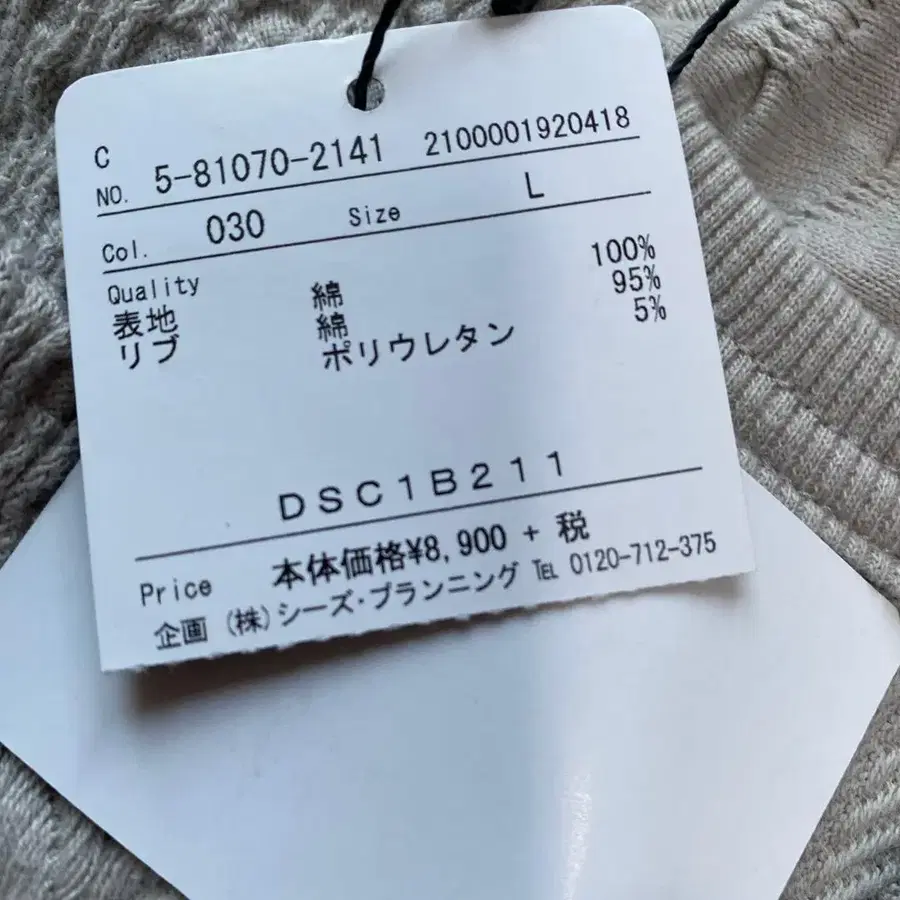 C
NO. 5-81070-2141 2100001920418
Col. 030 Size L
Quality
表地 綿 100%
リブ 綿 95%
ポリウレタン 5%
DSC1B211
Price 本体価格¥8,900 + 税
企画 (株)シーズ・プランニング TEL 0120-712-375